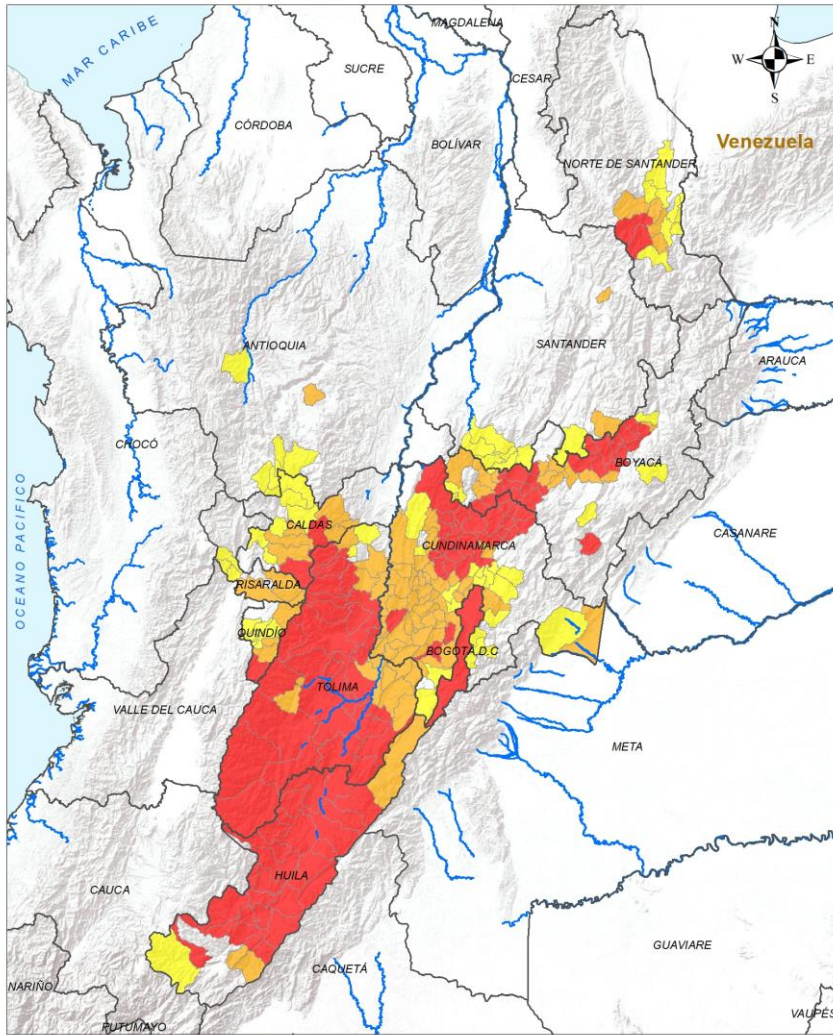 MAGDALENA
N
MAR CARIBE
SUCRE
CESAR
W
E
S
CÓRDOBA
BOLÍVAR
Venezuela
NORTE DE SANTANDER
ANTIOQUIA
SANTANDER
ARAUCA
CHOCÓ
BOYACÁ
OCEANO PACIFICO
CALDAS
CUNDINAMARCA
CASANARE
RISARALDA
QUINDÍO
BOGOTÁ,D.C
TOLIMA
VALLE DEL CAUCA
META
HUILA
CAUCA
GUAVIARE
CAQUETÁ
NARIÑO
PUTUMAYO
VAUPÉS